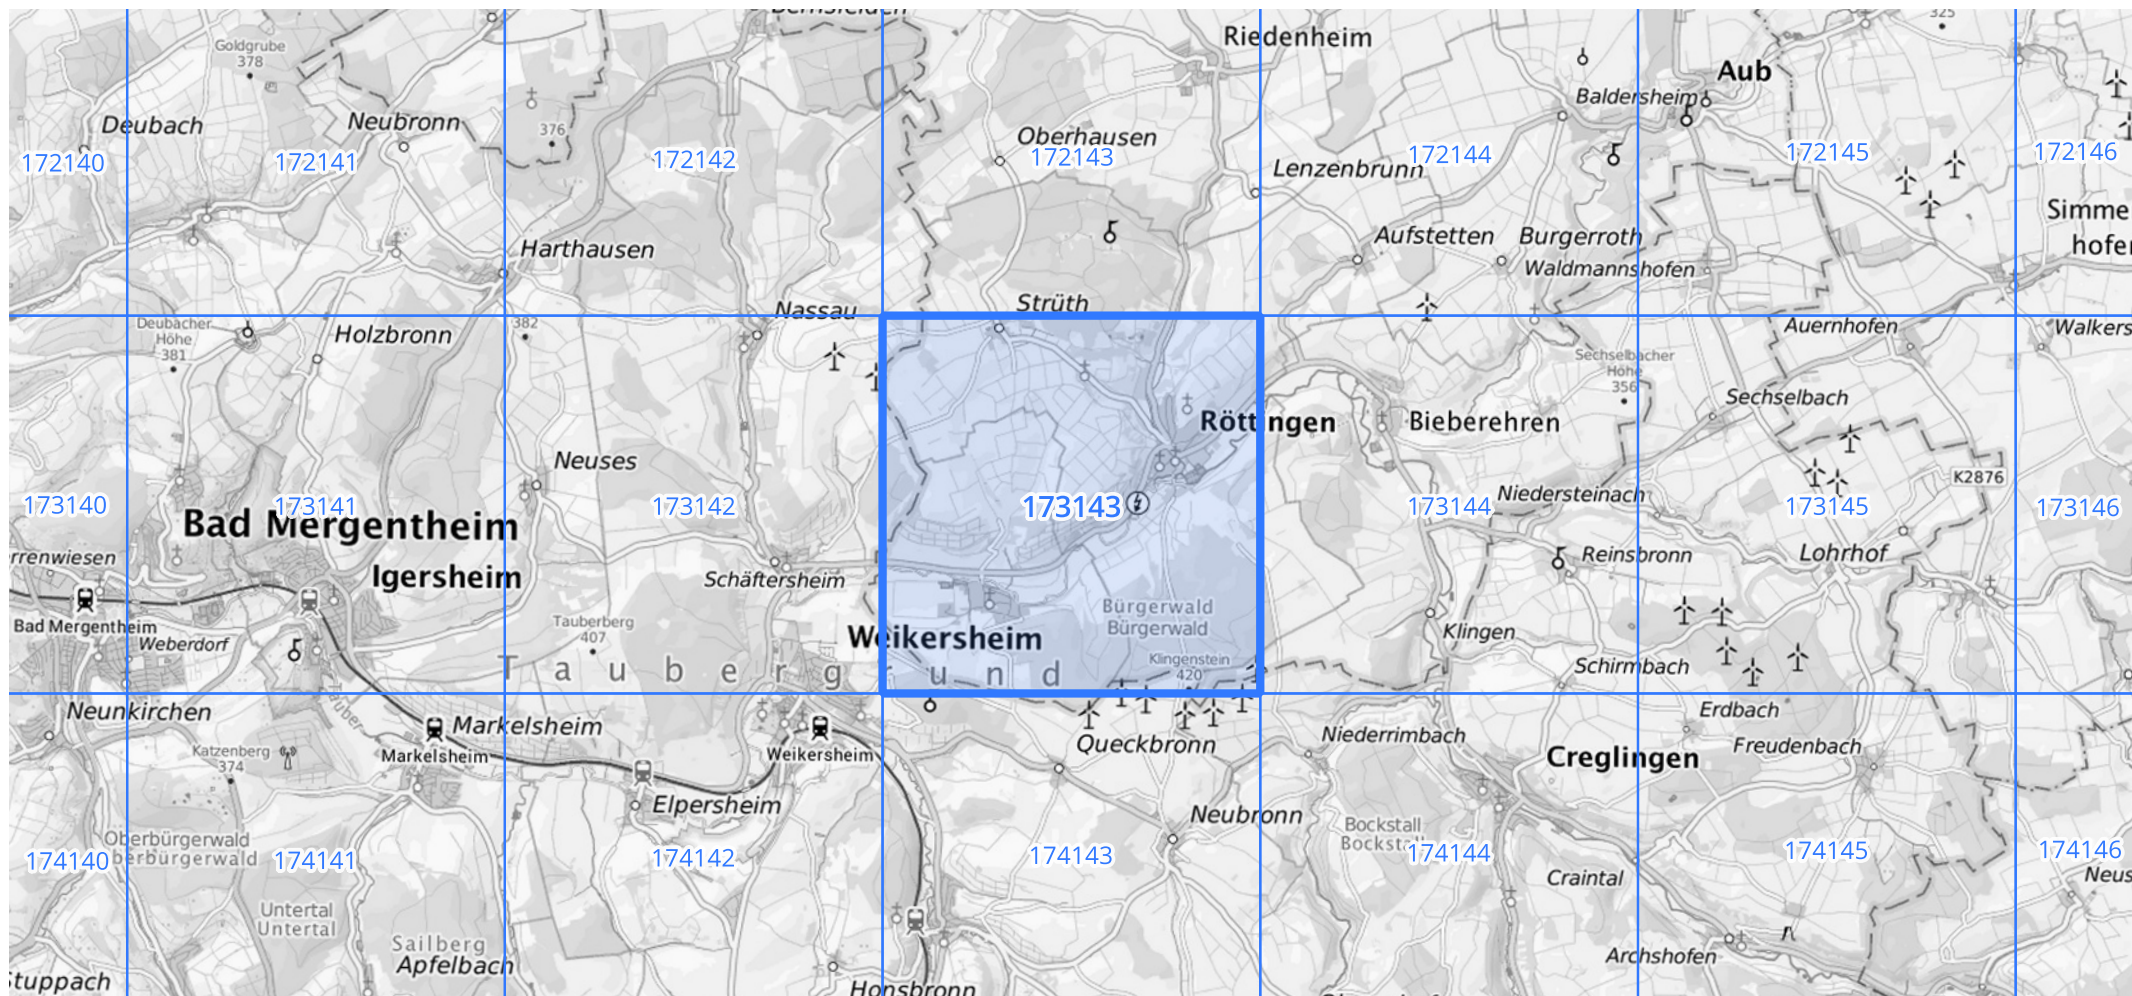 Riedenheim
325
Goldgrube
378
Aub
Baldersheim
Deubach
Neubronn
376
Oberhausen
172140
172141
172142
172143
172144
172145
172146
Lenzenbrunn
Simme
hofer
Harthausen
Aufstetten
Burgerroth
Waldmannshofen
Nassau
Strüth
Deubacher
Höhe
381
Holzbronn
382
Auernhofen
Walkers
Sechselbacher
Höhe
356
Sechselbach
Röttingen
Bieberehren
Neuses
K2876
Niedersteinach
173140
173141
173142
173143
173144
173145
173146
Bad Mergentheim
rrenwiesen
Igersheim
Schäftersheim
Reinsbronn
Lohrhof
Bad Mergentheim
Weberdorf
Tauberberg
407
Bürgerwald
Bürgerwald
Weikersheim
Klingen
Klingenstein
420
Schirmbach
Taubergrund
Tauber
Neunkirchen
Markelsheim
Markelsheim
Katzenberg
374
Weikersheim
Queckbronn
Niederrimbach
Erdbach
Freudenbach
Creglingen
Elpersheim
Neubronn
Oberbürgerwald
berbürgerwald
Bockstall
174140
174141
174142
174143
174144
174145
174146
Craintal
Neus
Untertal
Untertal
Sailberg
Apfelbach
Archshofen
Stuppach
Honsbronn